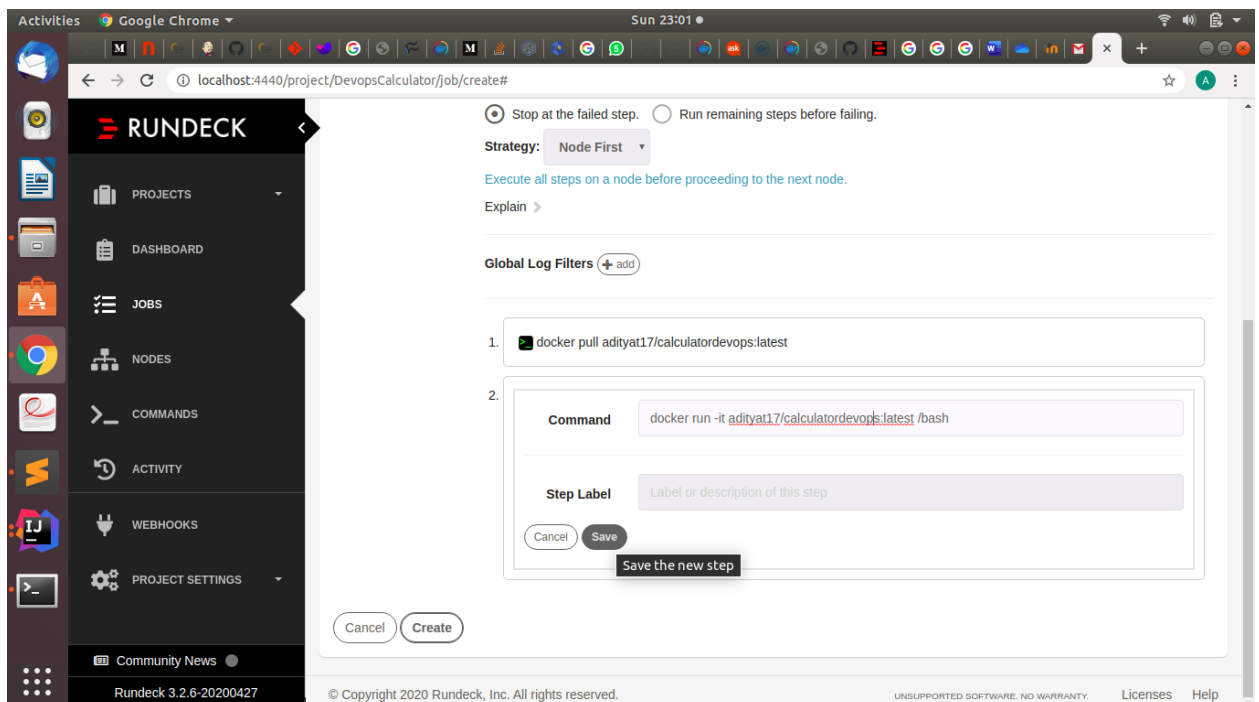 Activities
Google Chrome
Sun 23:01
localhost:4440/project/DevopsCalculator/job/create#
A
RUNDECK
PROJECTS
DASHBOARD
JOBS
NODES
COMMANDS
ACTIVITY
WEBHOOKS
PROJECT SETTINGS
Community News
Rundeck 3.2.6-20200427
Stop at the failed step. Run remaining steps before failing.
Strategy: Node First
Execute all steps on a node before proceeding to the next node.
Explain
Global Log Filters + add
1. docker pull adityat17/calculatordevops:latest
2.
Command docker run -it adityat17/calculatordevops:latest /bash
Step Label Label or description of this step
Cancel Save
Save the new step
Cancel Create
© Copyright 2020 Rundeck, Inc. All rights reserved.
UNSUPPORTED SOFTWARE. NO WARRANTY. Licenses Help